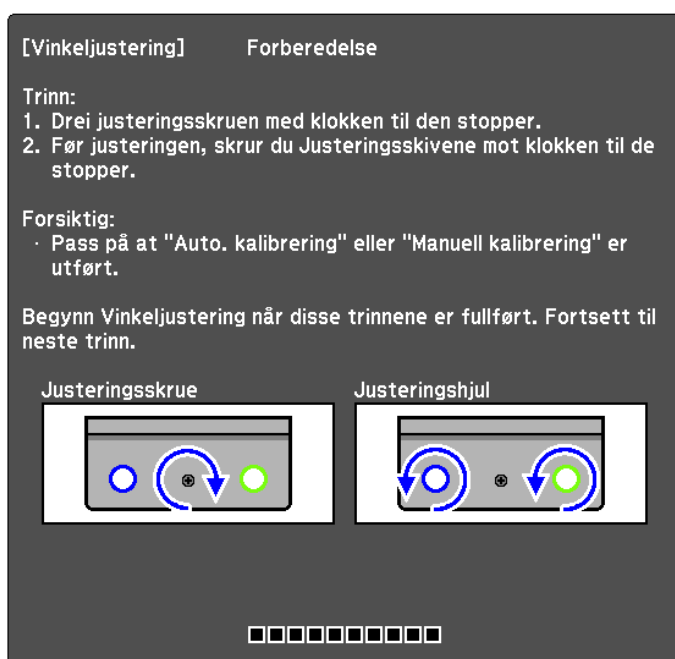 [Vinkeljustering] Forberedelse
Trinn:
1. Drei justeringsskruen med klokken til den stopper.
2. Før justeringen, skrur du Justeringsskivene mot klokken til de
stopper.
Forsiktig:
· Pass på at "Auto. kalibrering" eller "Manuell kalibrering" er
utført.
Begynn Vinkeljustering når disse trinnene er fullført. Fortsett til
neste trinn.
Justeringsskrue Justeringshjul